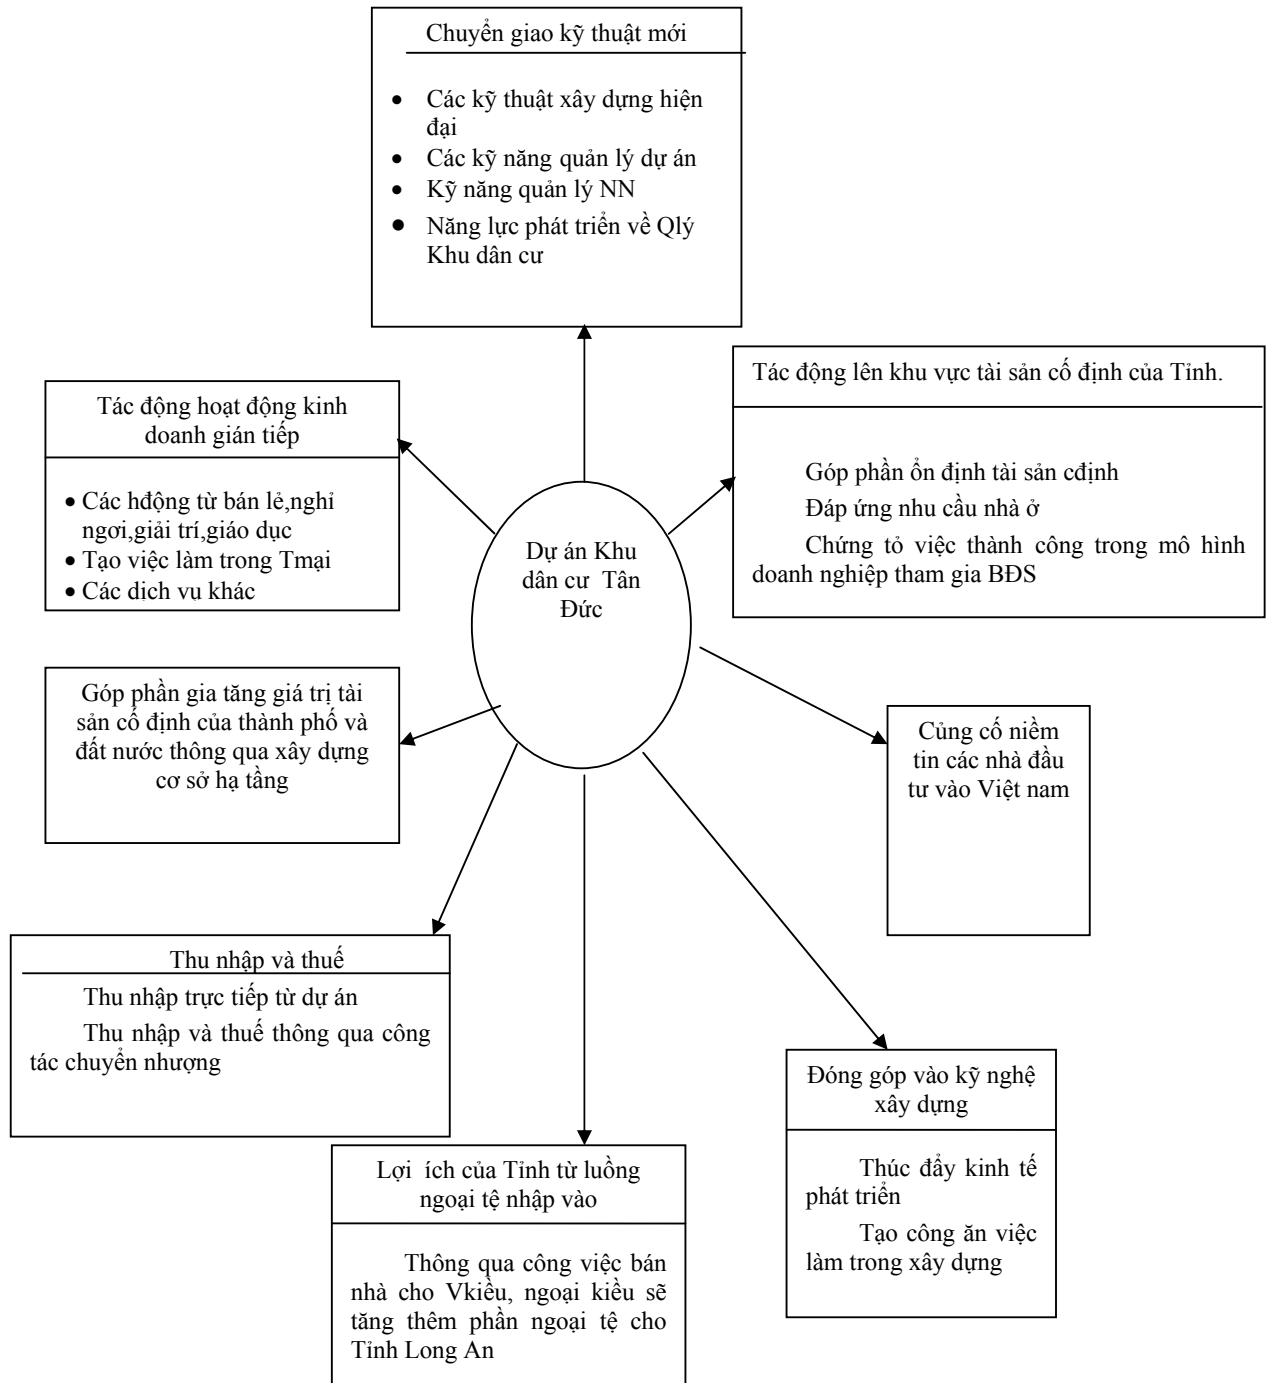 Chuyển giao kỹ thuật mới
• Các kỹ thuật xây dựng hiện
đại
• Các kỹ năng quản lý dự án
• Kỹ năng quản lý NN
• Năng lực phát triển về Qlý
Khu dân cư
Tác động hoạt động kinh
doanh gián tiếp
• Các hđộng từ bán lẻ,nghỉ
ngơi,giải trí,giáo dục
• Tạo việc làm trong Tmại
• Các dịch vụ khác
Tác động lên khu vực tài sản cố định của Tỉnh.
Góp phần ổn định tài sản cđịnh
Đáp ứng nhu cầu nhà ở
Chứng tỏ việc thành công trong mô hình
doanh nghiệp tham gia BĐS
Dự án Khu
dân cư Tân
Đức
Góp phần gia tăng giá trị tài
sản cố định của thành phố và
đất nước thông qua xây dựng
cơ sở hạ tầng
Củng cố niềm
tin các nhà đầu
tư vào Việt nam
Thu nhập và thuế
Thu nhập trực tiếp từ dự án
Thu nhập và thuế thông qua công
tác chuyển nhượng
Đóng góp vào kỹ nghệ
xây dựng
Thúc đẩy kinh tế
phát triển
Tạo công ăn việc
làm trong xây dựng
Lợi ích của Tỉnh từ luồng
ngoại tệ nhập vào
Thông qua công việc bán
nhà cho Vkiều, ngoại kiều sẽ
tăng thêm phần ngoại tệ cho
Tỉnh Long An